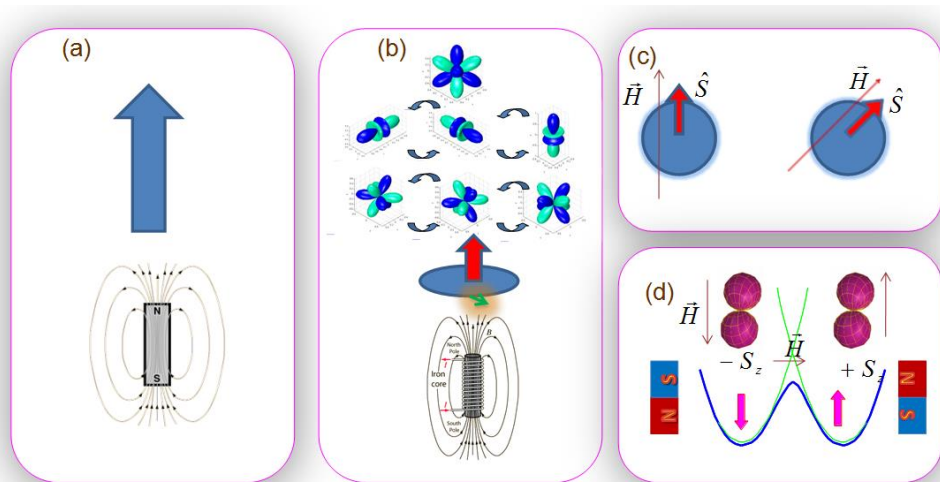 (a)
N
S
(b)
B
North
Pole
I
Iron
core
I
South
Pole
(c)
H⃗
Ŝ
H⃗
Ŝ
(d)
H⃗
H⃗
− S_z
+ S_z
S
N
N
S